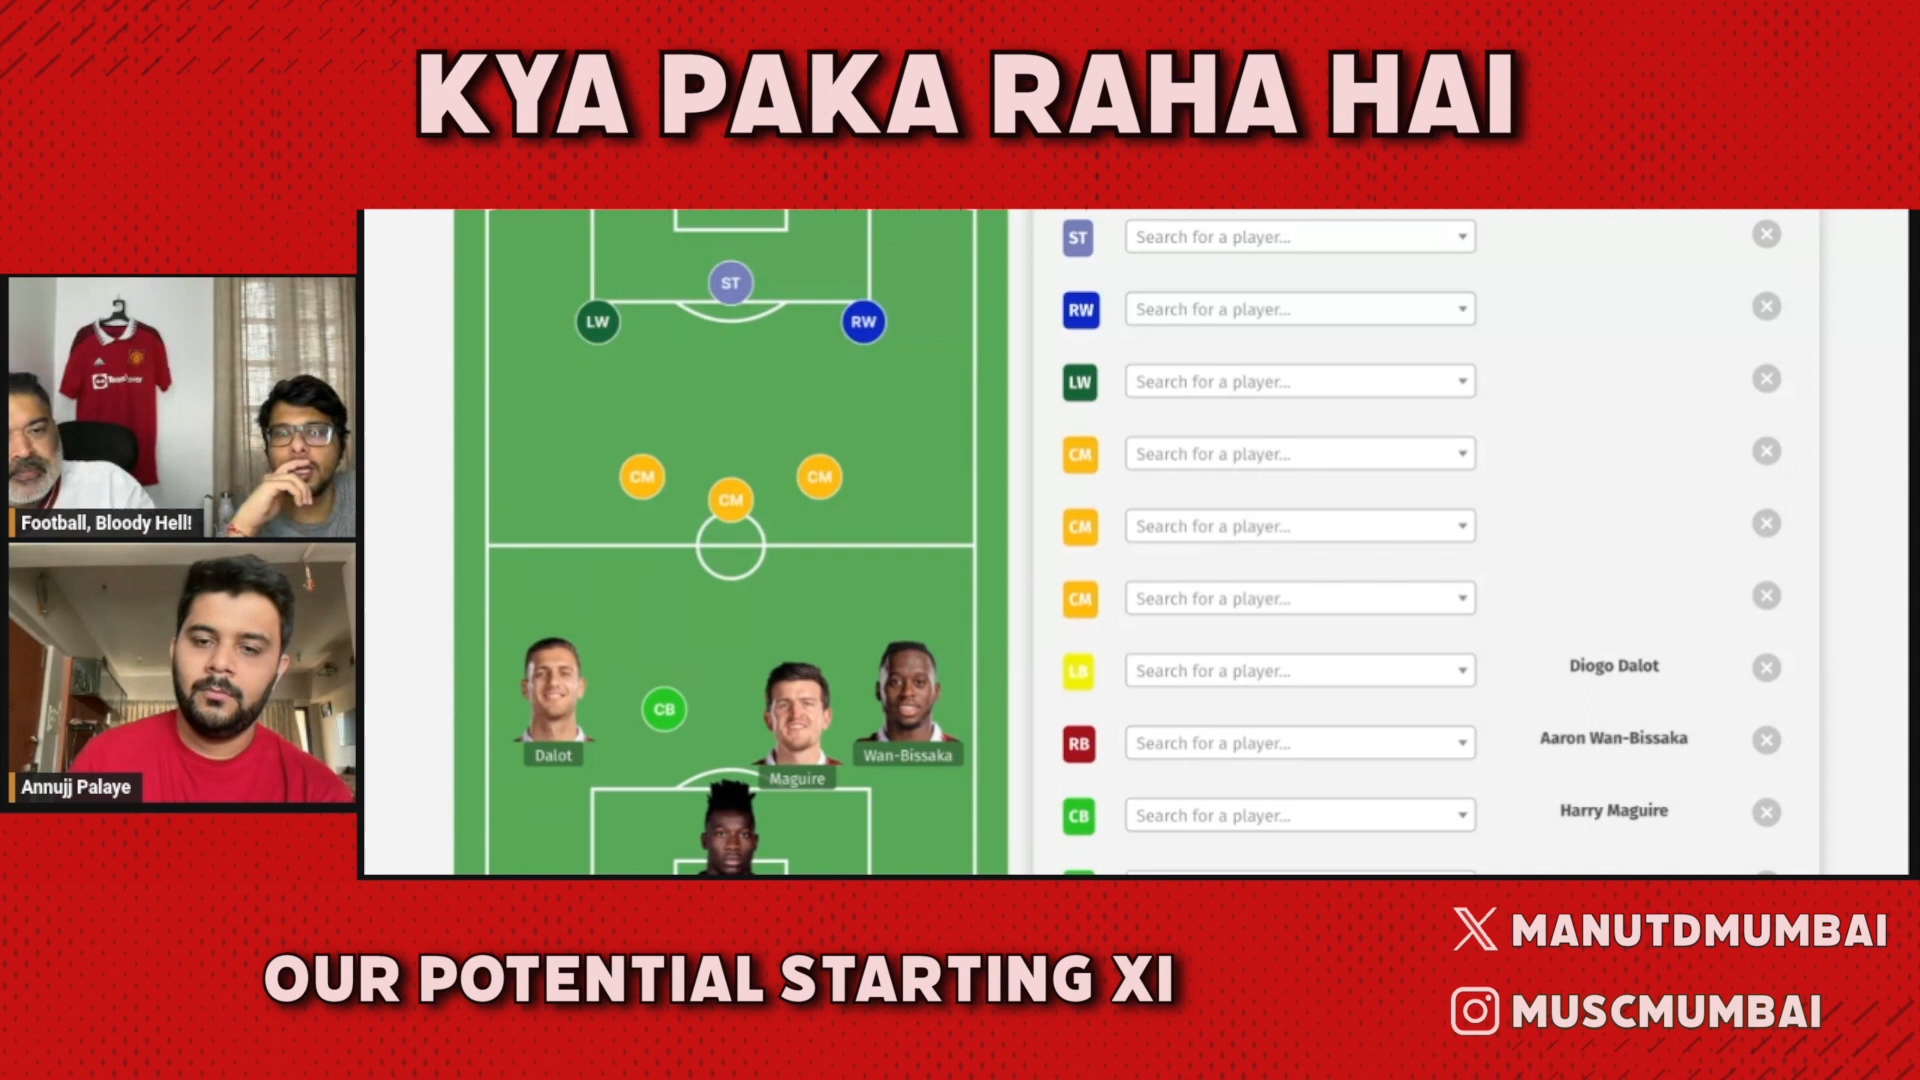 KYA PAKA RAHA HAI
ST Search for a player...
RW Search for a player...
LW Search for a player...
CM Search for a player...
CM Search for a player...
CM Search for a player...
LB Search for a player... Diogo Dalot
RB Search for a player... Aaron Wan-Bissaka
CB Search for a player... Harry Maguire
ST
LW
RW
CM
CM
CM
CB
Dalot
Maguire
Wan-Bissaka
Football, Bloody Hell!
Annujj Palaye
OUR POTENTIAL STARTING XI
MANUTDMUMBAI
MUSCMUMBAI